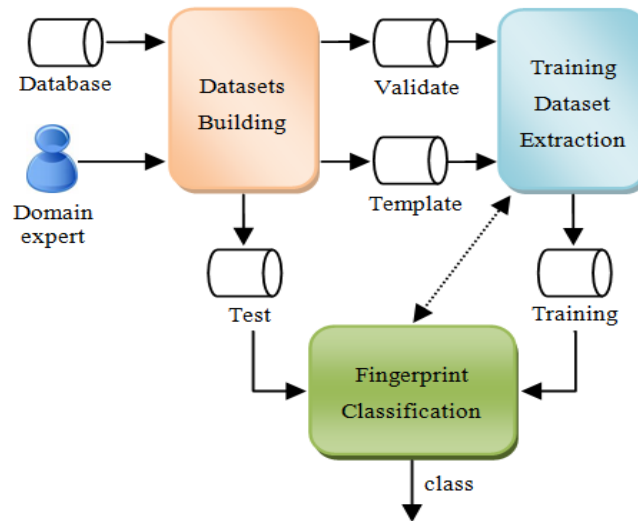 Database
Datasets
Building
Validate
Training
Dataset
Extraction
Domain
expert
Template
Test
Training
Fingerprint
Classification
class